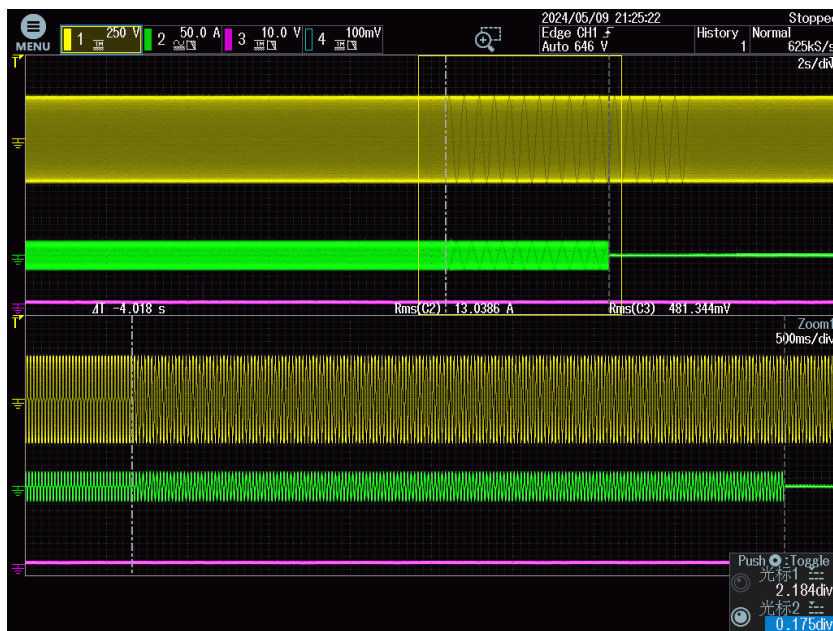 2024/05/09 21:25:22 Stopped
MENU 1 250 V 2 50.0 A 3 10.0 V 4 100mV Edge CH1 History Normal
Auto 646 V 1 625kS/s
T 2s/div
ΔT -4.018 s Rms(C2) 13.0386 A Rms(C3) 481.344mV
T Zoom1
500ms/div
Push :Toggle
光标1
2.184div
光标2
0.175div